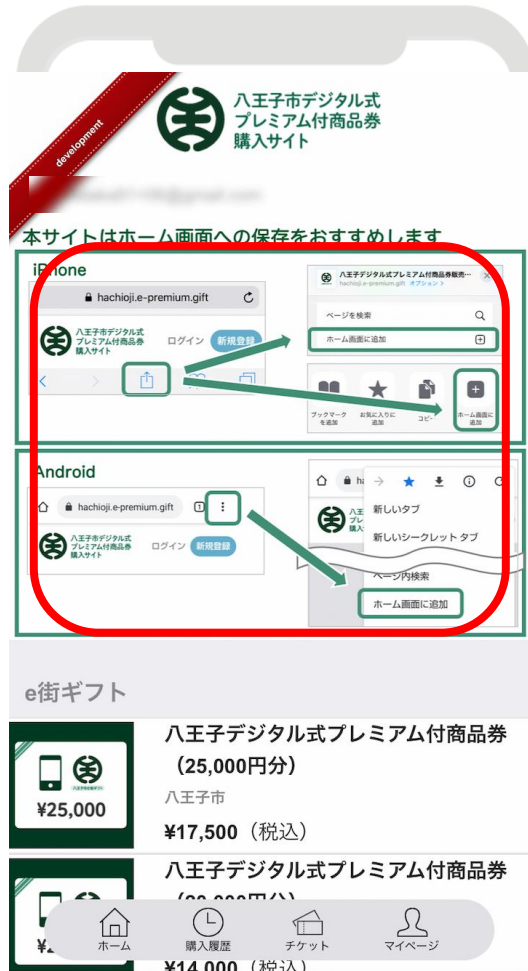 development
八王子市デジタル式
プレミアム付商品券
購入サイト
本サイトはホーム画面への保存をおすすめします
iPhone
hachioji.e-premium.gift
八王子市デジタル式
プレミアム付商品券
購入サイト
ログイン
新規登録
八王子デジタル式プレミアム付商品券販売…
hachioji.e-premium.gift オプション >
ページを検索
ホーム画面に追加
ブックマーク
を追加
お気に入りに
追加
コピー
ホーム画面に
追加
Android
hachioji.e-premium.gift
1
八王子市デジタル式
プレミアム付商品券
購入サイト
ログイン
新規登録
新しいタブ
新しいシークレット タブ
ページ内検索
ホーム画面に追加
e街ギフト
¥25,000
八王子デジタル式プレミアム付商品券
（25,000円分）
八王子市
¥17,500（税込）
八王子デジタル式プレミアム付商品券
（20,000円分）
¥14,000（税込）
ホーム
購入履歴
チケット
マイページ